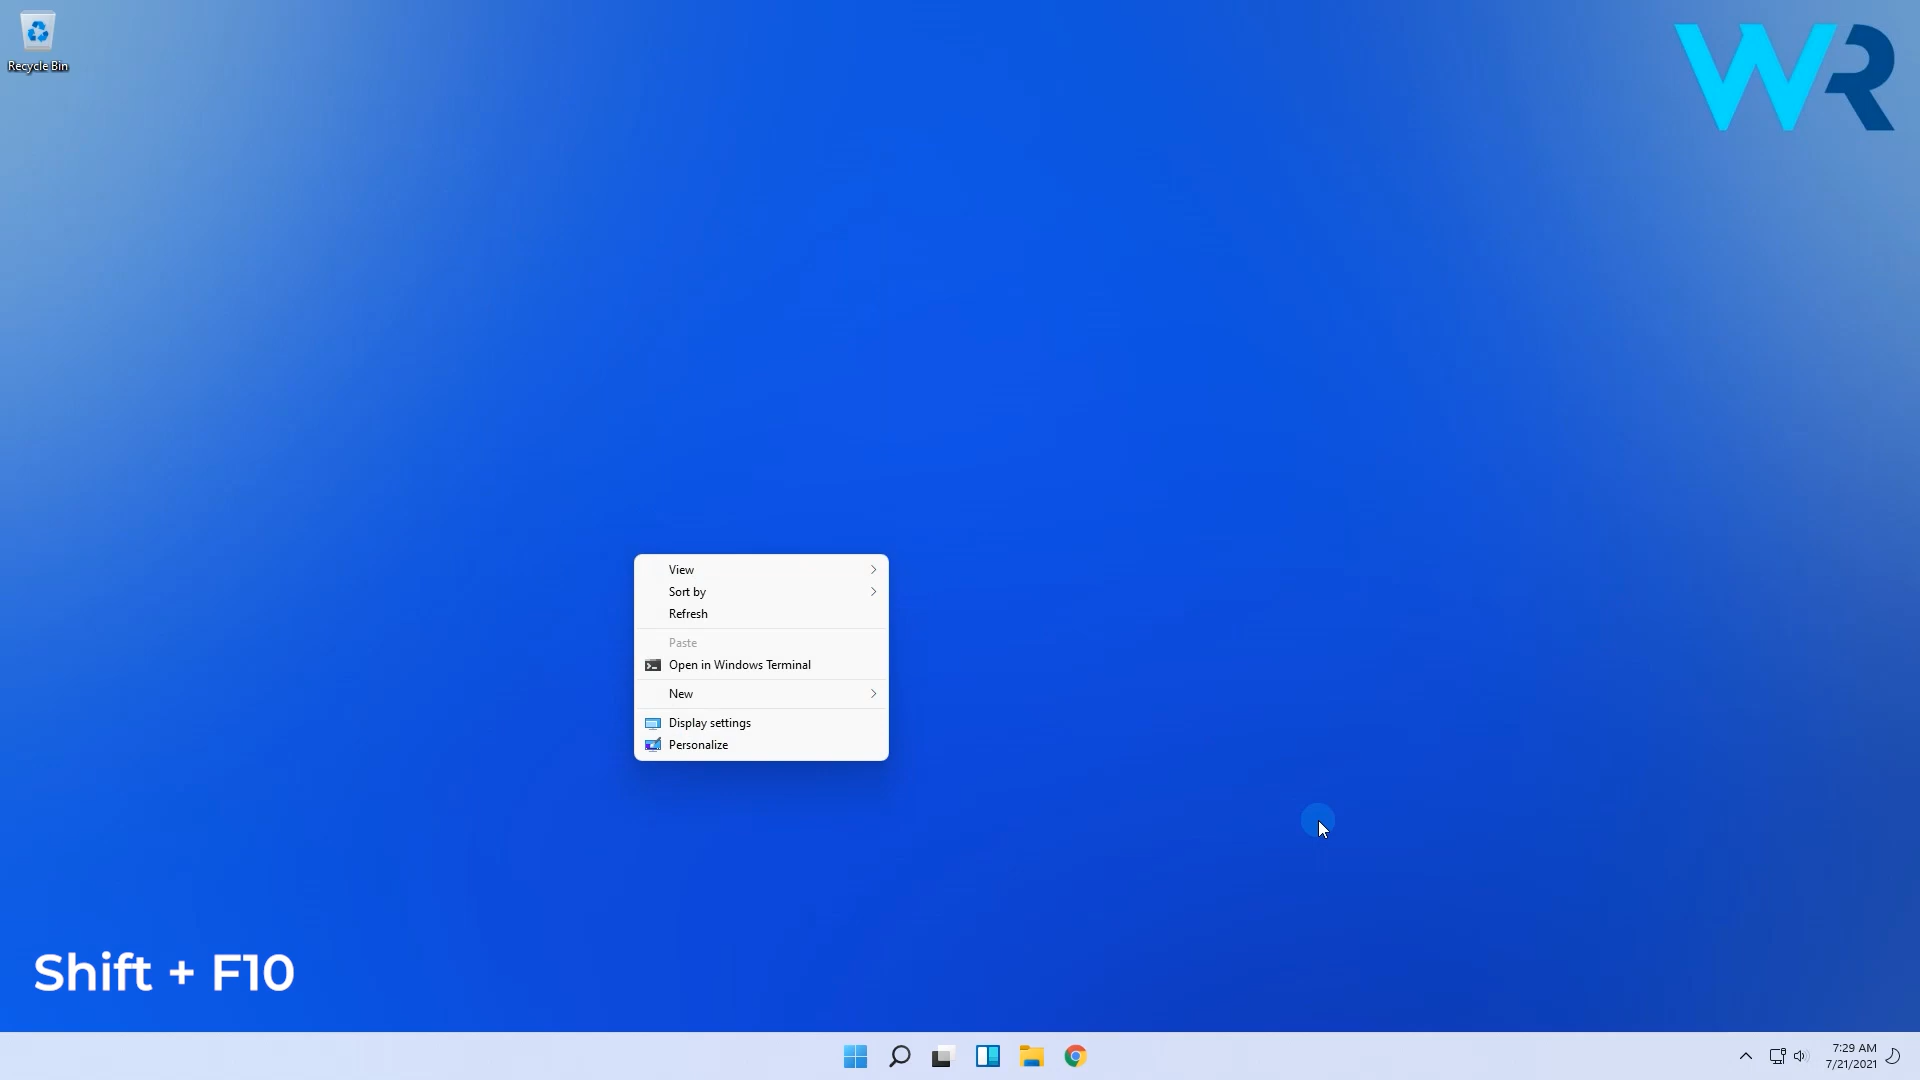 Recycle Bin
WR
View
Sort by
Refresh
Paste
Open in Windows Terminal
New
Display settings
Personalize
Shift + F10
7:29 AM
7/21/2021